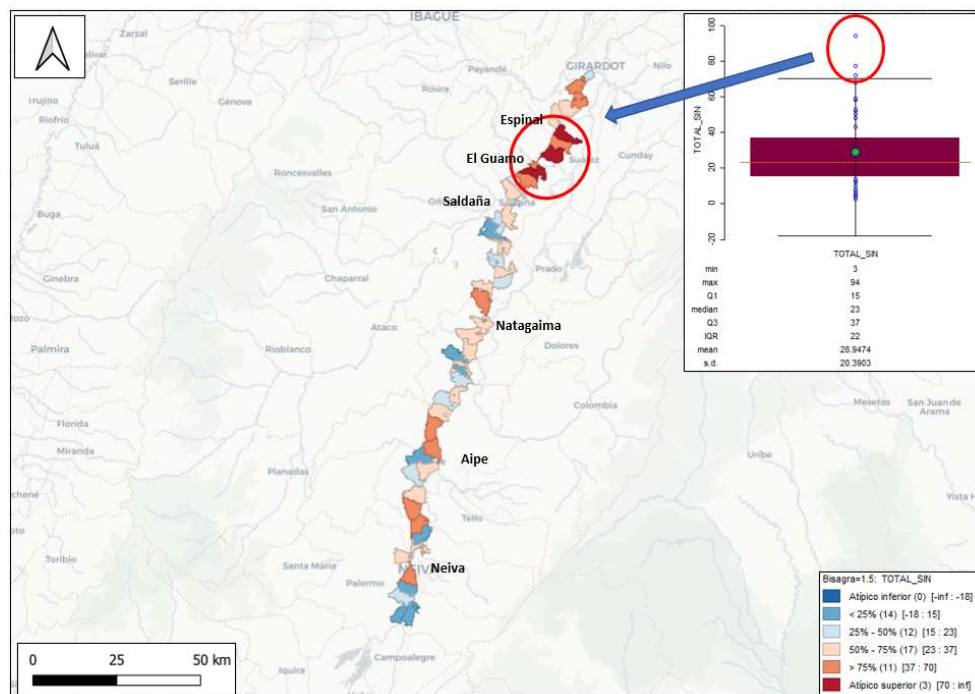 IBAGUE
Zarzal
Nilo
Payandé
GIRARDOT
Seville
Rovira
Génova
Trujillo
Riofrío
Espinal
Tuluá
Suárez
Cunday
El Guamo
Roncesvalles
Saldaña
San Antonio
Buga
Prado
Ginebra
Chaparral
Natagaima
Ataco
Palmira
Rioblanco
Dolores
Colombia
Florida
Miranda
Planadas
Aipe
Mesetas
San Juan de
Arama
Uribe
Vista H
Tello
Toribio
Santa María
Neiva
Palermo
Campoalegre
Iquira
0 25 50 km
TOTAL_SIN
100
80
60
40
20
0
-20
TOTAL_SIN
min 3
max 94
Q1 15
median 23
Q3 37
IQR 22
mean 28.9474
s.d. 20.3903
Bisagra=1.5: TOTAL_SIN
Atípico inferior (0) [-inf : -18]
< 25% (14) [-18 : 15]
25% - 50% (12) [15 : 23]
50% - 75% (17) [23 : 37]
> 75% (11) [37 : 70]
Atípico superior (3) [70 : inf]